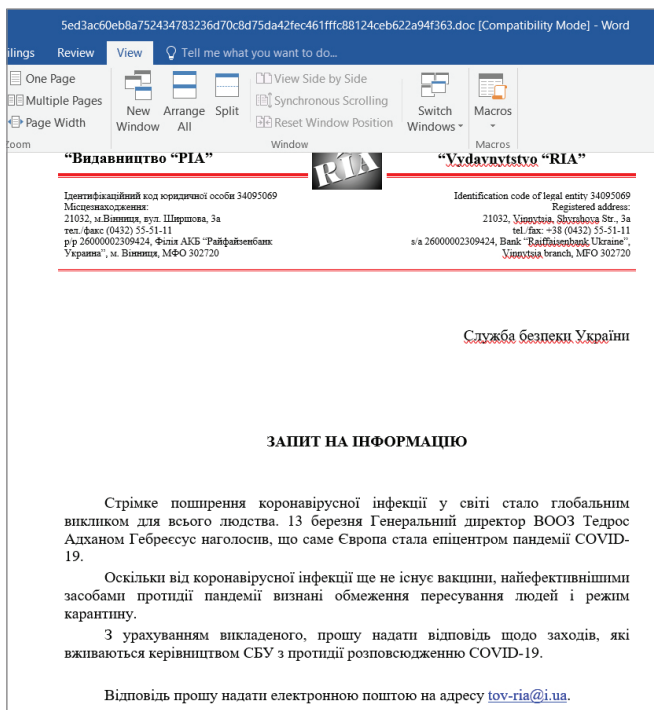 5ed3ac60eb8a752434783236d70c8d75da42fec461fffc88124ceb622a94f363.doc [Compatibility Mode] - Word
ilings Review View Tell me what you want to do...
One Page
Multiple Pages
Page Width
Zoom
New Window
Arrange All
Split
View Side by Side
Synchronous Scrolling
Reset Window Position
Window
Switch Windows
Macros
Macros
“Видавництво “РІА”
RIA
“Vydavnytstvo “RIA”
Ідентифікаційний код юридичної особи 34095069
Місцезнаходження:
21032, м.Вінниця, вул. Ширшова, 3а
тел./факс (0432) 55-51-11
р/р 26000002309424, Філія АКБ “Райфайзенбанк
Украина”, м. Вінниця, МФО 302720
Identification code of legal entity 34095069
Registered address:
21032, Vinnytsia, Shyrshova Str., 3a
tel./fax: +38 (0432) 55-51-11
s/a 26000002309424, Bank “Raiffaisenbank Ukraine”,
Vinnytsia branch, MFO 302720
Служба безпеки України
ЗАПИТ НА ІНФОРМАЦІЮ
Стрімке поширення коронавірусної інфекції у світі стало глобальним
викликом для всього людства. 13 березня Генеральний директор ВООЗ Тедрос
Адханом Гебреєсус наголосив, що саме Європа стала епіцентром пандемії COVID-
19.
Оскільки від коронавірусної інфекції ще не існує вакцини, найефективнішими
засобами протидії пандемії визнані обмеження пересування людей і режим
карантину.
З урахуванням викладеного, прошу надати відповідь щодо заходів, які
вживаються керівництвом СБУ з протидії розповсюдженню COVID-19.
Відповідь прошу надати електронною поштою на адресу tov-ria@i.ua.